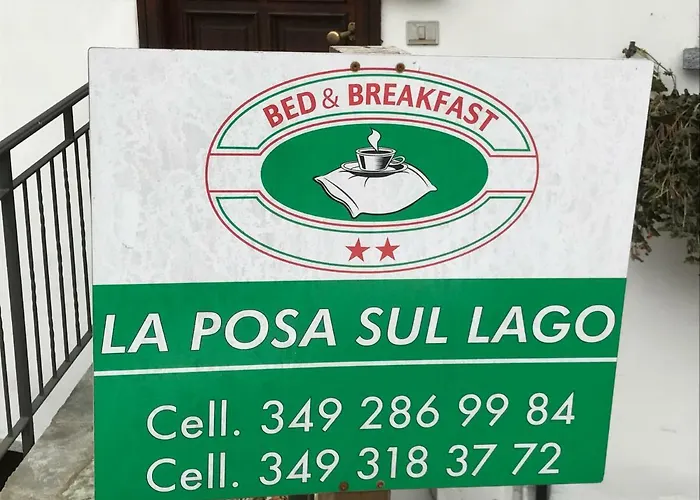 BED & BREAKFAST
LA POSA SUL LAGO
Cell. 349 286 99 84
Cell. 349 318 37 72